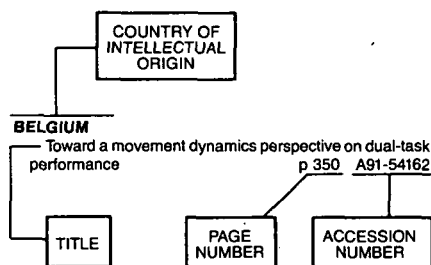 COUNTRY OF
INTELLECTUAL
ORIGIN
BELGIUM
Toward a movement dynamics perspective on dual-task
performance p 350 A91-54162
TITLE
PAGE
NUMBER
ACCESSION
NUMBER